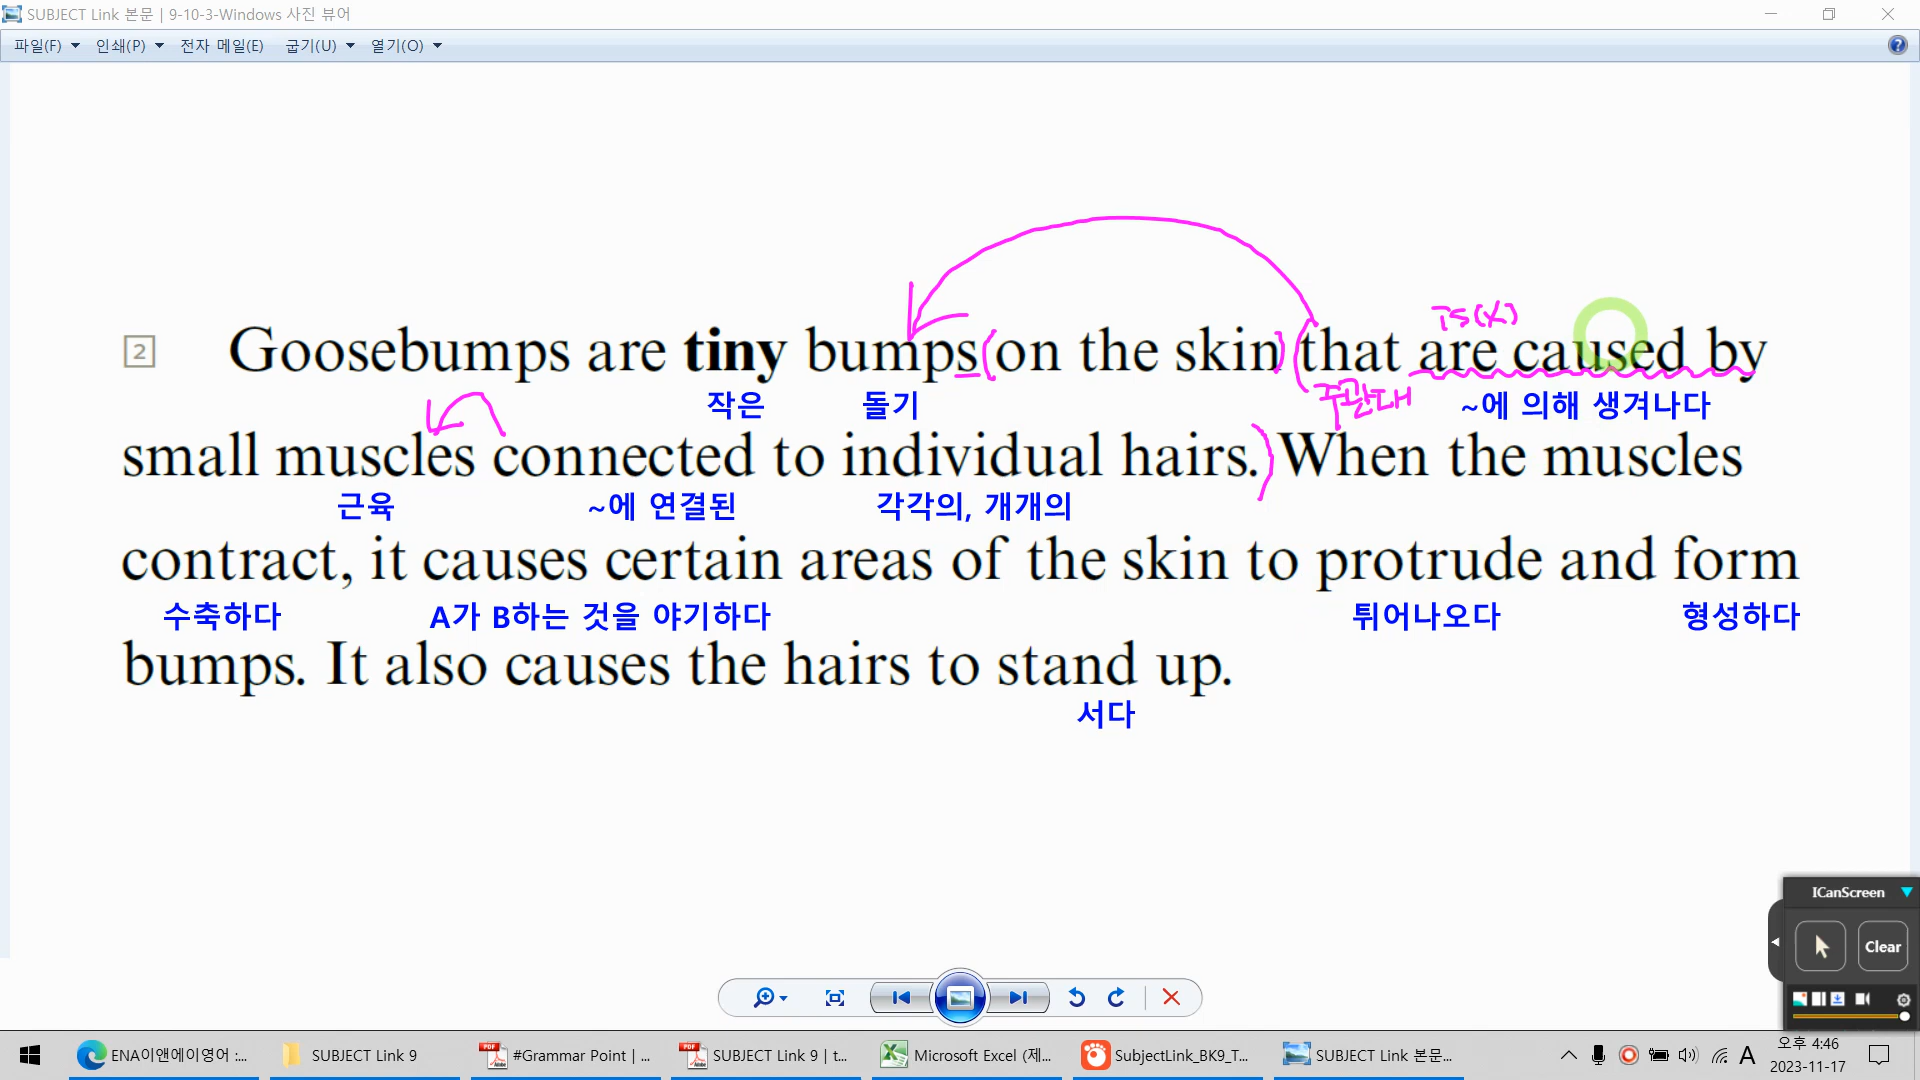 SUBJECT Link 본문 | 9-10-3-Windows 사진 뷰어
파일(F) 인쇄(P) 전자 메일(E) 굽기(U) 열기(O)
is(X)
2 Goosebumps are tiny bumps (on the skin) (that are caused by
주관대
작은 돌기 ~에 의해 생겨나다
small muscles connected to individual hairs.) When the muscles
근육 ~에 연결된 각각의, 개개의
contract, it causes certain areas of the skin to protrude and form
수축하다 A가 B하는 것을 야기하다 튀어나오다 형성하다
bumps. It also causes the hairs to stand up.
서다
ICanScreen
Clear
ENA이앤에이영어 :...
SUBJECT Link 9
#Grammar Point | ...
SUBJECT Link 9 | t...
Microsoft Excel (제...
SubjectLink_BK9_T...
SUBJECT Link 본문...
A
오후 4:46
2023-11-17